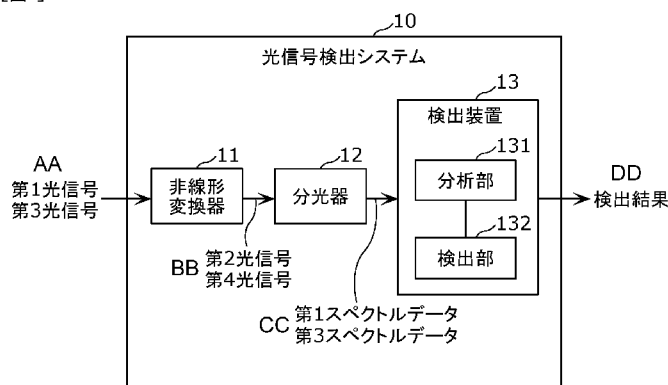 10
光信号検出システム
13
検出装置
AA
第1光信号
第3光信号
11
非線形
変換器
12
分光器
131
分析部
132
検出部
DD
検出結果
BB 第2光信号
第4光信号
CC 第1スペクトルデータ
第3スペクトルデータ